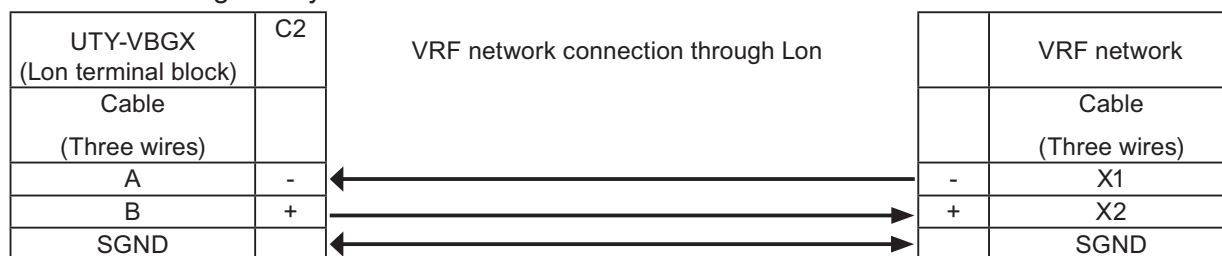 UTY-VBGX C2 VRF network connection through Lon VRF network
(Lon terminal block)
Cable Cable
(Three wires) (Three wires)
A - - X1
B + + X2
SGND SGND